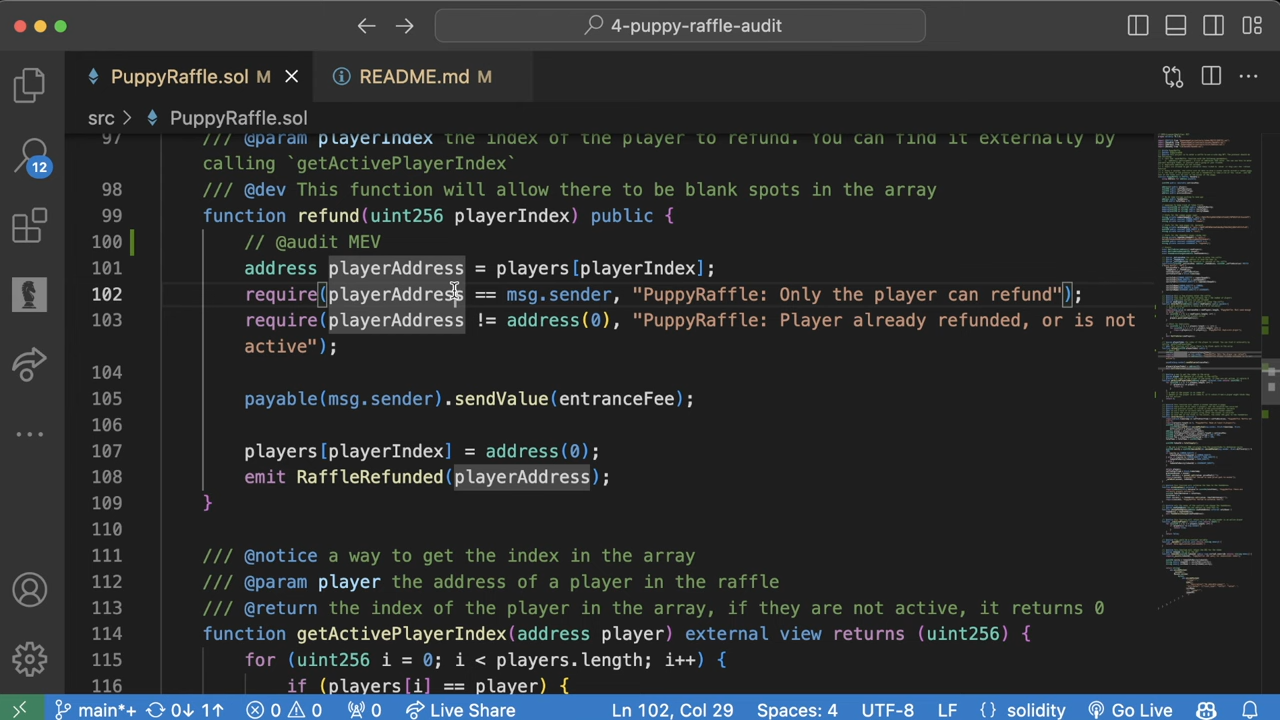 4-puppy-raffle-audit
PuppyRaffle.sol M
README.md M
src > PuppyRaffle.sol
12
97 /// @param playerIndex the index of the player to refund. You can find it externally by
calling `getActivePlayerIndex`
98 /// @dev This function will allow there to be blank spots in the array
99 function refund(uint256 playerIndex) public {
100 // @audit MEV
101 address playerAddress = players[playerIndex];
102 require(playerAddress == msg.sender, "PuppyRaffle: Only the player can refund");
103 require(playerAddress != address(0), "PuppyRaffle: Player already refunded, or is not
active");
104
105 payable(msg.sender).sendValue(entranceFee);
106
107 players[playerIndex] = address(0);
108 emit RaffleRefunded(playerAddress);
109 }
110
111 /// @notice a way to get the index in the array
112 /// @param player the address of a player in the raffle
113 /// @return the index of the player in the array, if they are not active, it returns 0
114 function getActivePlayerIndex(address player) external view returns (uint256) {
115 for (uint256 i = 0; i < players.length; i++) {
116 if (players[i] == player) {
main*+ 0↓ 1↑ 0 0 0 Live Share Ln 102, Col 29 Spaces: 4 UTF-8 LF {} solidity Go Live